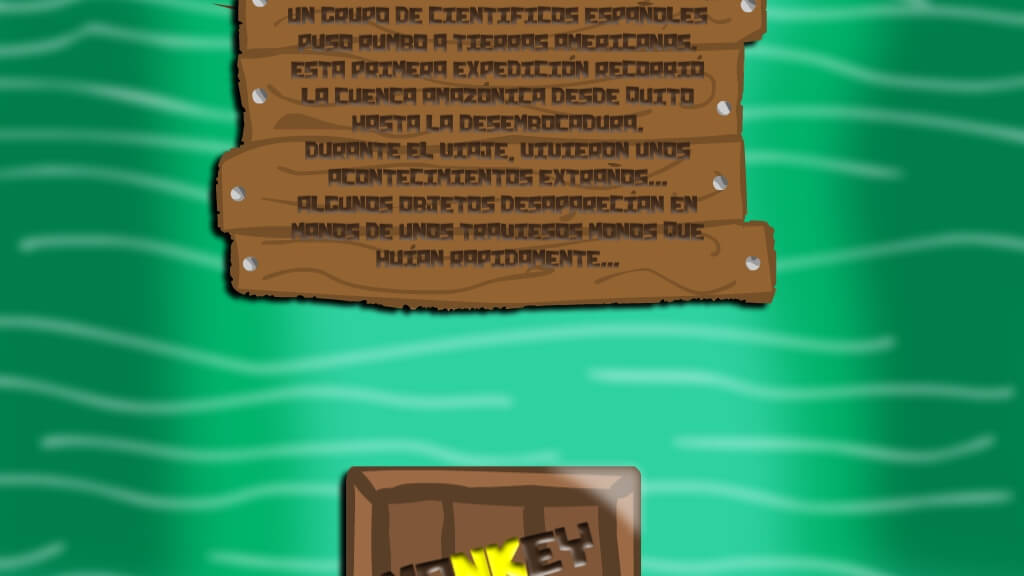 UN GRUPO DE CIENTIFICOS ESPAÑOLES
PUSO RUMBO A TIERRAS AMERICANAS.
ESTA PRIMERA EXPEDICIÓN RECORRIÓ
LA CUENCA AMAZÓNICA DESDE QUITO
HASTA LA DESEMBOCADURA.
DURANTE EL VIAJE, VIVIERON UNOS
ACONTECIMIENTOS EXTRAÑOS...
ALGUNOS OBJETOS DESAPARECÍAN EN
MANOS DE UNOS TRAVIESOS MONOS QUE
HUÍAN RAPIDAMENTE...